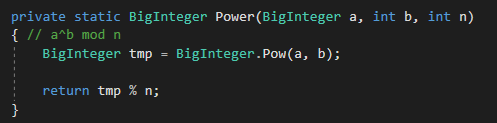 private static BigInteger Power(BigInteger a, int b, int n)
{ // a^b mod n
    BigInteger tmp = BigInteger.Pow(a, b);
    return tmp % n;
}